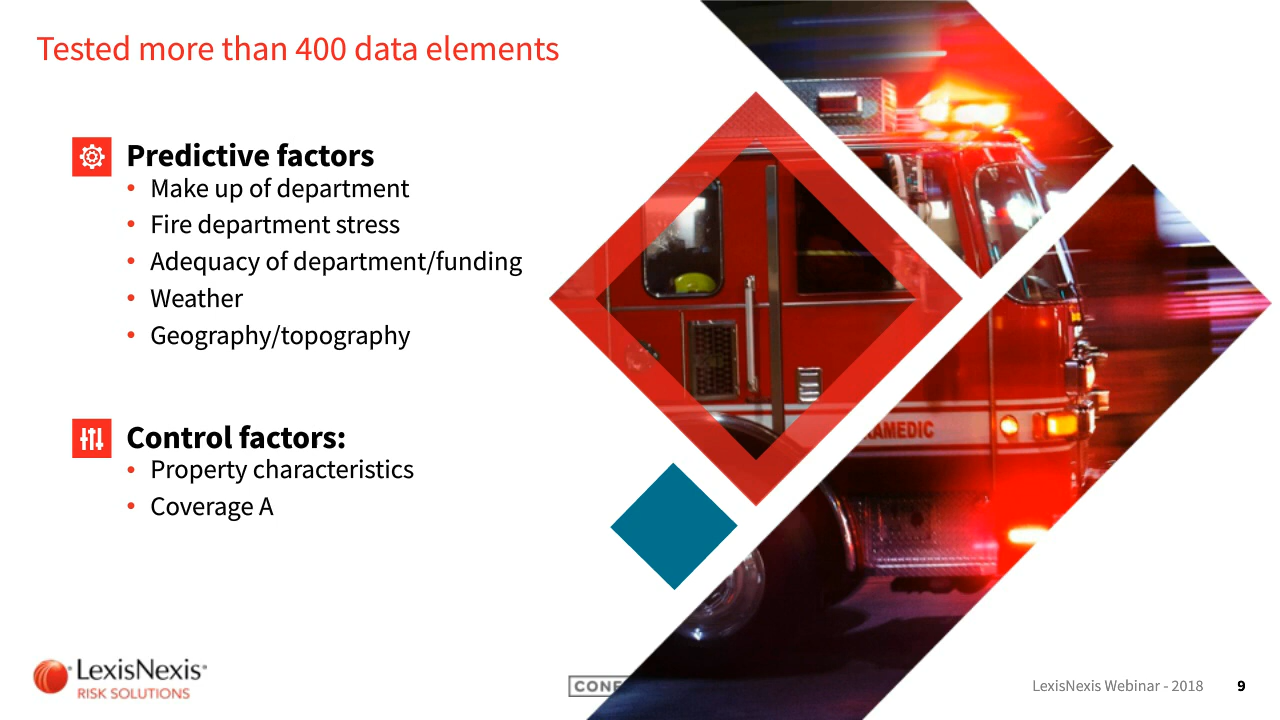 Tested more than 400 data elements
Predictive factors
• Make up of department
• Fire department stress
• Adequacy of department/funding
• Weather
• Geography/topography
Control factors:
• Property characteristics
• Coverage A
LexisNexis®
RISK SOLUTIONS
LexisNexis Webinar - 2018
9